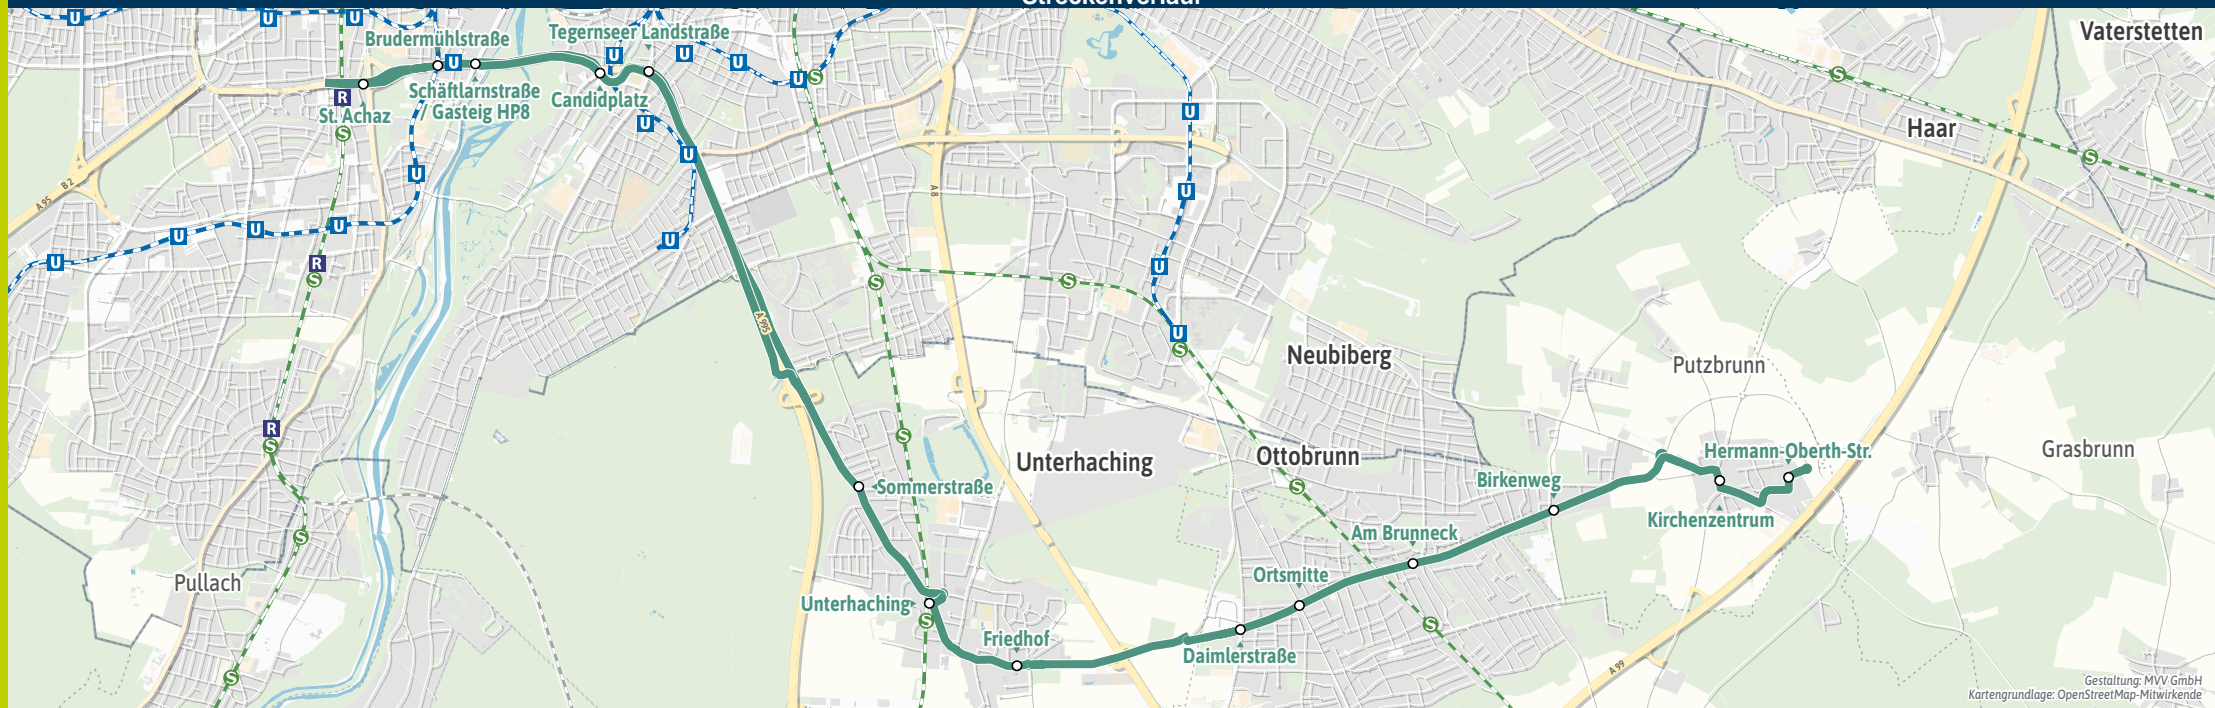 Streckenverlauf
Vaterstetten
Tegernseer Landstraße
Brudermühlstraße
U
U
U
U
U
U
U
U
S
S
Schäftlarnstraße
/ Gasteig HP8
Candidplatz
R
St. Achaz
S
U
U
Haar
U
S
U
U
B 2
A 95
A 8
U
U
U
U
U
U
R
S
U
S
S
A 995
U
S
Neubiberg
Putzbrunn
R
S
S
Unterhaching
Ottobrunn
Hermann-Oberth-Str.
Grasbrunn
Sommerstraße
Birkenweg
S
Kirchenzentrum
S
Am Brunneck
Pullach
Ortsmitte
Unterhaching
S
S
Friedhof
Daimlerstraße
A 99
S
Gestaltung: MVV GmbH
Kartengrundlage: OpenStreetMap-Mitwirkende